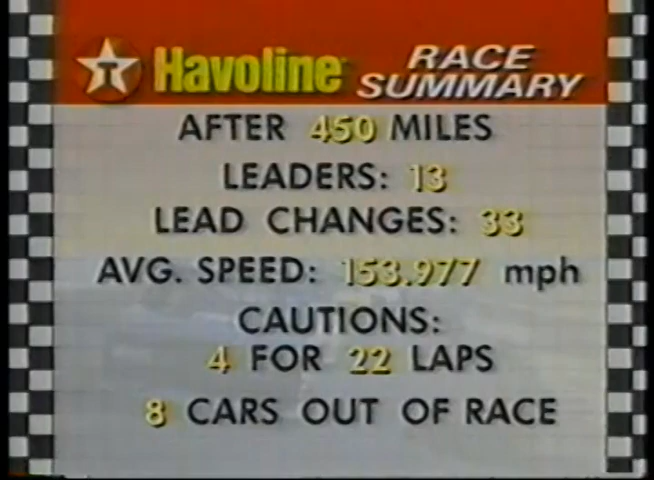 T Havoline RACE
SUMMARY
AFTER 450 MILES
LEADERS: 13
LEAD CHANGES: 33
AVG. SPEED: 153.977 mph
CAUTIONS:
4 FOR 22 LAPS
8 CARS OUT OF RACE